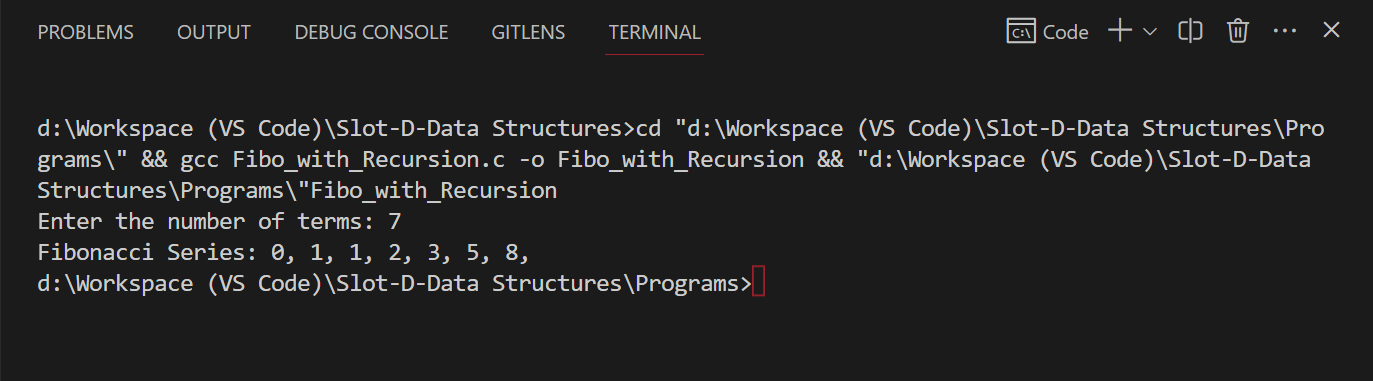 PROBLEMS OUTPUT DEBUG CONSOLE GITLENS TERMINAL C:\ Code
d:\Workspace (VS Code)\Slot-D-Data Structures>cd "d:\Workspace (VS Code)\Slot-D-Data Structures\Pro
grams\" && gcc Fibo_with_Recursion.c -o Fibo_with_Recursion && "d:\Workspace (VS Code)\Slot-D-Data
Structures\Programs\"Fibo_with_Recursion
Enter the number of terms: 7
Fibonacci Series: 0, 1, 1, 2, 3, 5, 8,
d:\Workspace (VS Code)\Slot-D-Data Structures\Programs>